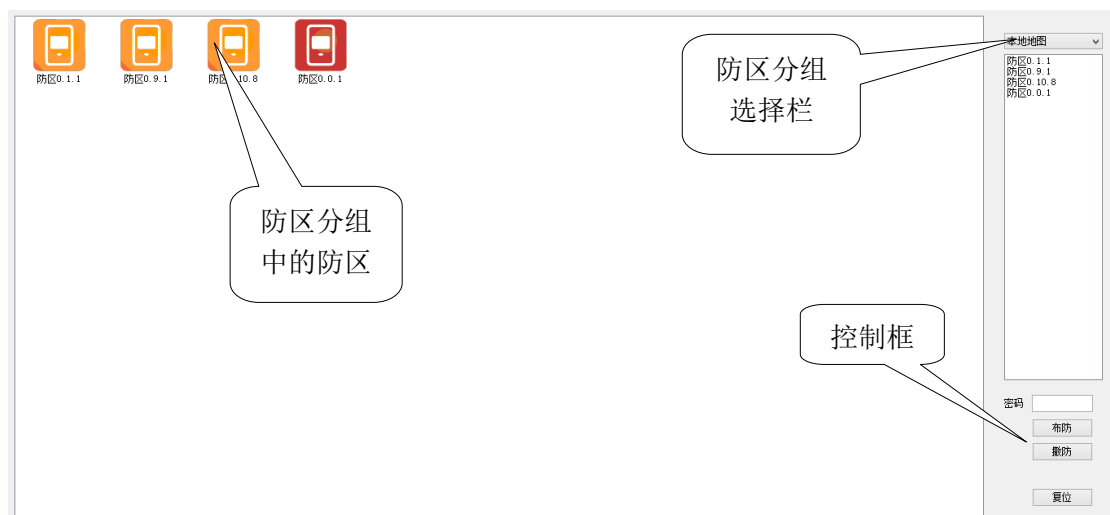 防区0.1.1
防区0.9.1
防区0.10.8
防区0.0.1
防区分组
中的防区
防区分组
选择栏
本地地图
防区0.1.1
防区0.9.1
防区0.10.8
防区0.0.1
控制框
密码
布防
撤防
复位